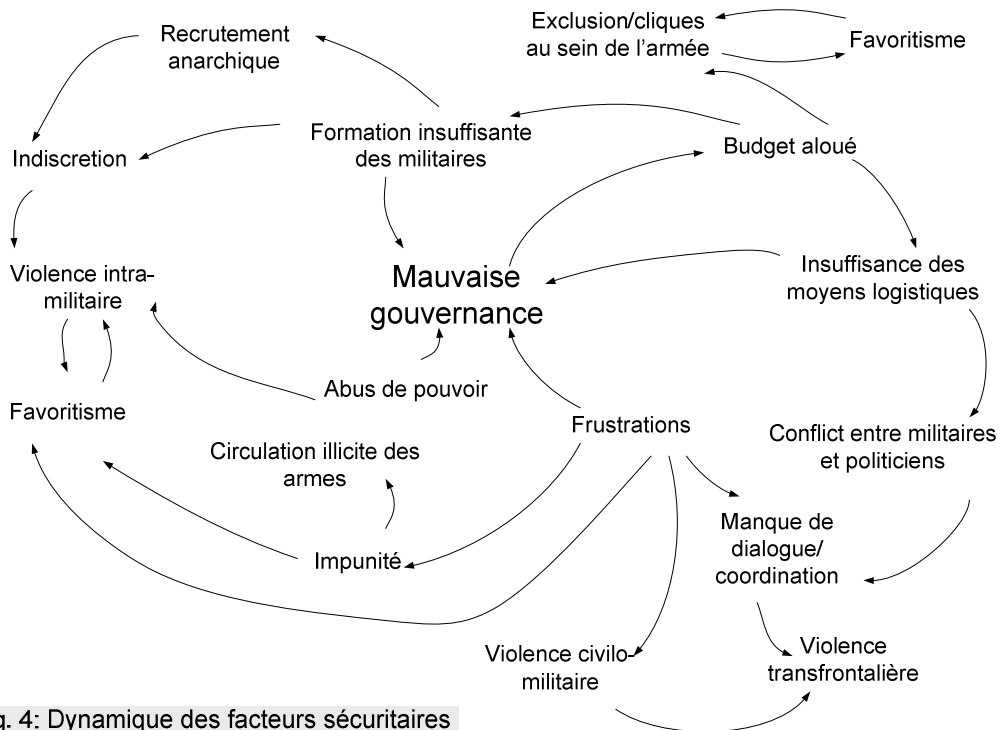 Recrutement
anarchique
Exclusion/cliques
au sein de l'armée
Favoritisme
Indiscretion
Formation insuffisante
des militaires
Budget aloué
Violence intra-
militaire
Mauvaise
gouvernance
Insuffisance des
moyens logistiques
Abus de pouvoir
Favoritisme
Frustrations
Conflict entre militaires
et politiciens
Circulation illicite des
armes
Impunité
Manque de
dialogue/
coordination
Violence civilo-
militaire
Violence
transfrontalière
g. 4: Dynamique des facteurs sécuritaires